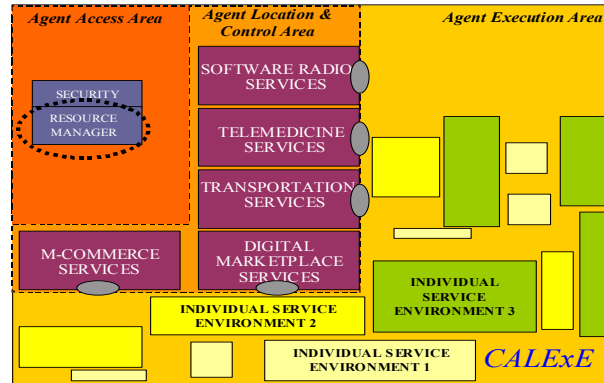 Agent Access Area
Agent Location &
Control Area
Agent Execution Area
SECURITY
RESOURCE
MANAGER
SOFTWARE RADIO
SERVICES
TELEMEDICINE
SERVICES
TRANSPORTATION
SERVICES
M-COMMERCE
SERVICES
DIGITAL
MARKETPLACE
SERVICES
INDIVIDUAL
SERVICE
ENVIRONMENT 3
INDIVIDUAL SERVICE
ENVIRONMENT 2
INDIVIDUAL SERVICE
ENVIRONMENT 1
CALExE